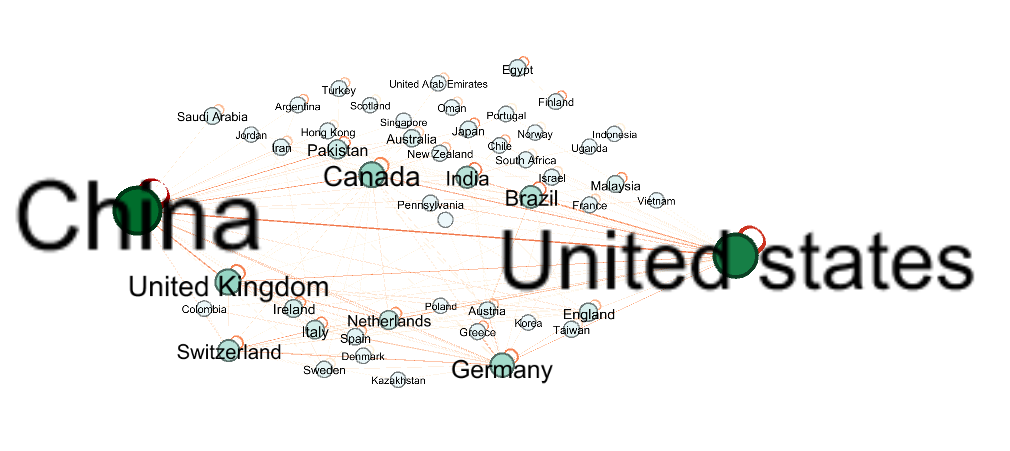 Egypt
United Arab Emirates
Turkey
Finland
Argentina
Scotland
Oman
Portugal
Saudi Arabia
Singapore
Jordan
Hong Kong
Japan
Norway
Indonesia
Australia
Iran
Pakistan
Chile
Uganda
New Zealand
South Africa
Canada
India
Israel
Malaysia
Brazil
Pennsylvania
France
Vietnam
China
United states
United Kingdom
Colombia
Ireland
Poland
Austria
England
Netherlands
Korea
Italy
Spain
Greece
Taiwan
Switzerland
Denmark
Sweden
Germany
Kazakhstan